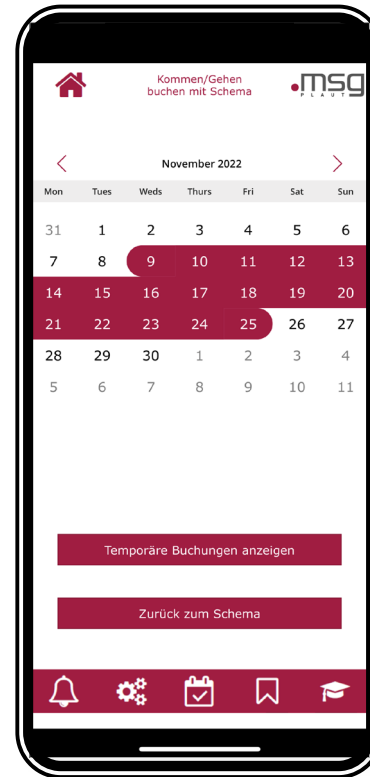 Kommen/Gehen
buchen mit Schema
.msg
PLAUT
November 2022
Mon Tues Weds Thurs Fri Sat Sun
31 1 2 3 4 5 6
7 8 9 10 11 12 13
14 15 16 17 18 19 20
21 22 23 24 25 26 27
28 29 30 1 2 3 4
5 6 7 8 9 10 11
Temporäre Buchungen anzeigen
Zurück zum Schema